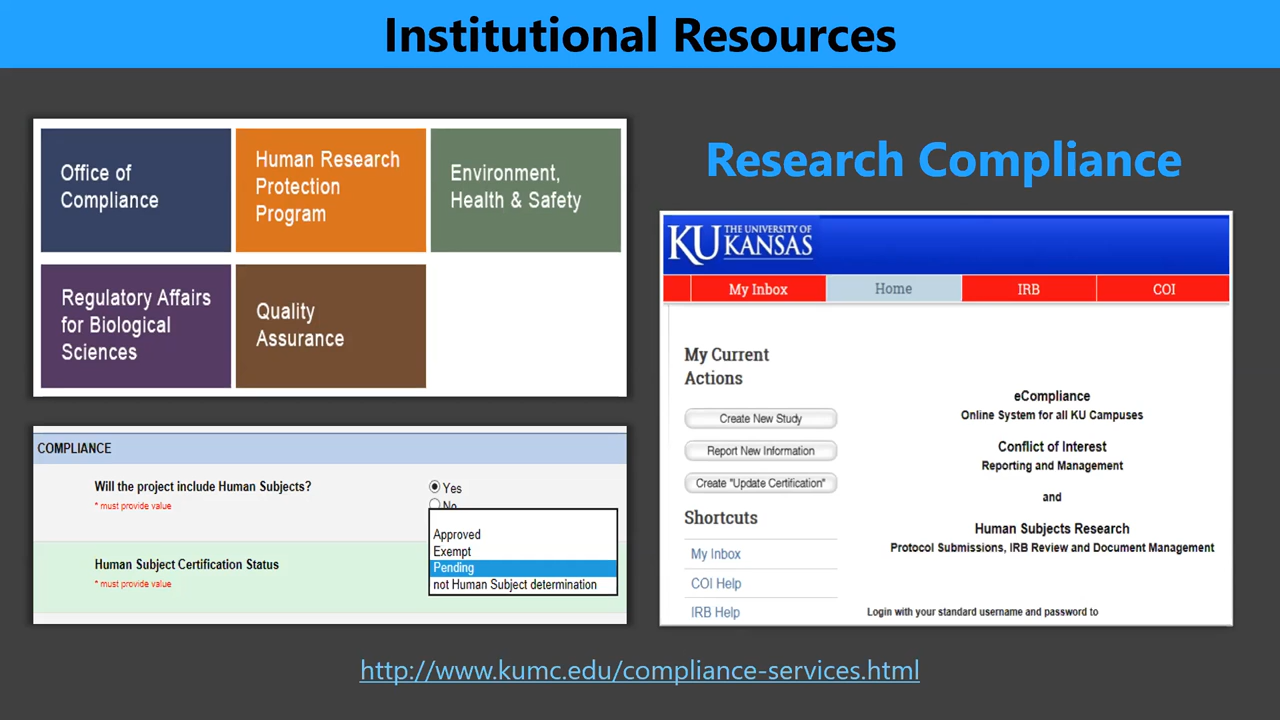 Institutional Resources
Office of
Compliance
Human Research
Protection
Program
Environment,
Health & Safety
Regulatory Affairs
for Biological
Sciences
Quality
Assurance
COMPLIANCE
Will the project include Human Subjects?
* must provide value
Yes
No
Human Subject Certification Status
* must provide value
Approved
Exempt
Pending
not Human Subject determination
Research Compliance
KU THE UNIVERSITY OF
KANSAS
My Inbox Home IRB COI
My Current
Actions
Create New Study
Report New Information
Create "Update Certification"
Shortcuts
My Inbox
COI Help
IRB Help
eCompliance
Online System for all KU Campuses
Conflict of Interest
Reporting and Management
and
Human Subjects Research
Protocol Submissions, IRB Review and Document Management
Login with your standard username and password to
http://www.kumc.edu/compliance-services.html